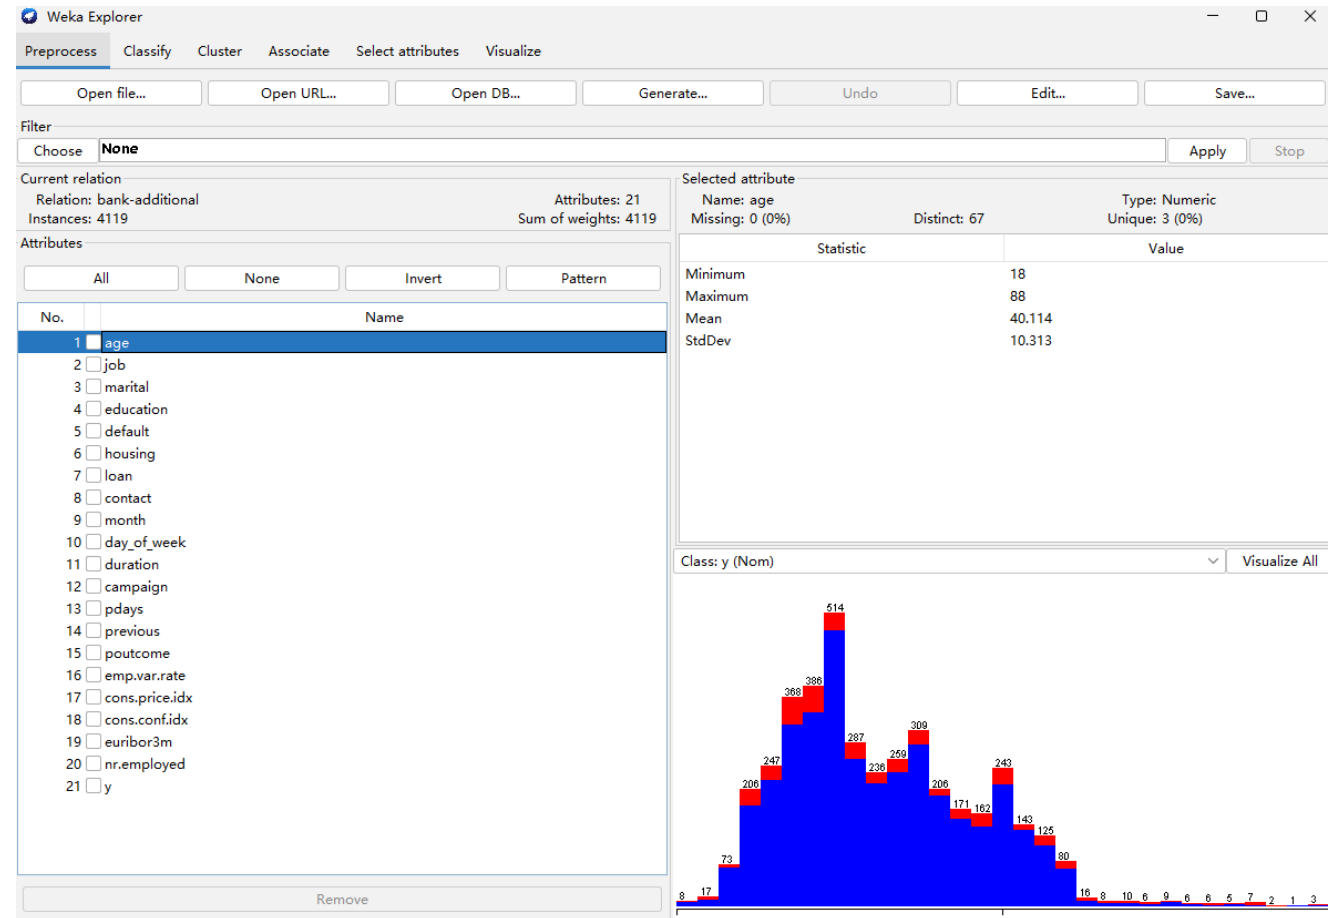 Weka Explorer
Preprocess Classify Cluster Associate Select attributes Visualize
Open file... Open URL... Open DB... Generate... Undo Edit... Save...
Filter
Choose None Apply Stop
Current relation
Relation: bank-additional Attributes: 21
Instances: 4119 Sum of weights: 4119
Selected attribute
Name: age Type: Numeric
Missing: 0 (0%) Distinct: 67 Unique: 3 (0%)
Attributes
All None Invert Pattern
No. Name
1 age
2 job
3 marital
4 education
5 default
6 housing
7 loan
8 contact
9 month
10 day_of_week
11 duration
12 campaign
13 pdays
14 previous
15 poutcome
16 emp.var.rate
17 cons.price.idx
18 cons.conf.idx
19 euribor3m
20 nr.employed
21 y
Remove
Statistic Value
Minimum 18
Maximum 88
Mean 40.114
StdDev 10.313
Class: y (Nom) Visualize All
8 17 73 206 247 368 386 514 287 236 259 309 206 171 162 243 143 125 80 16 8 10 6 9 6 6 5 7 2 1 3